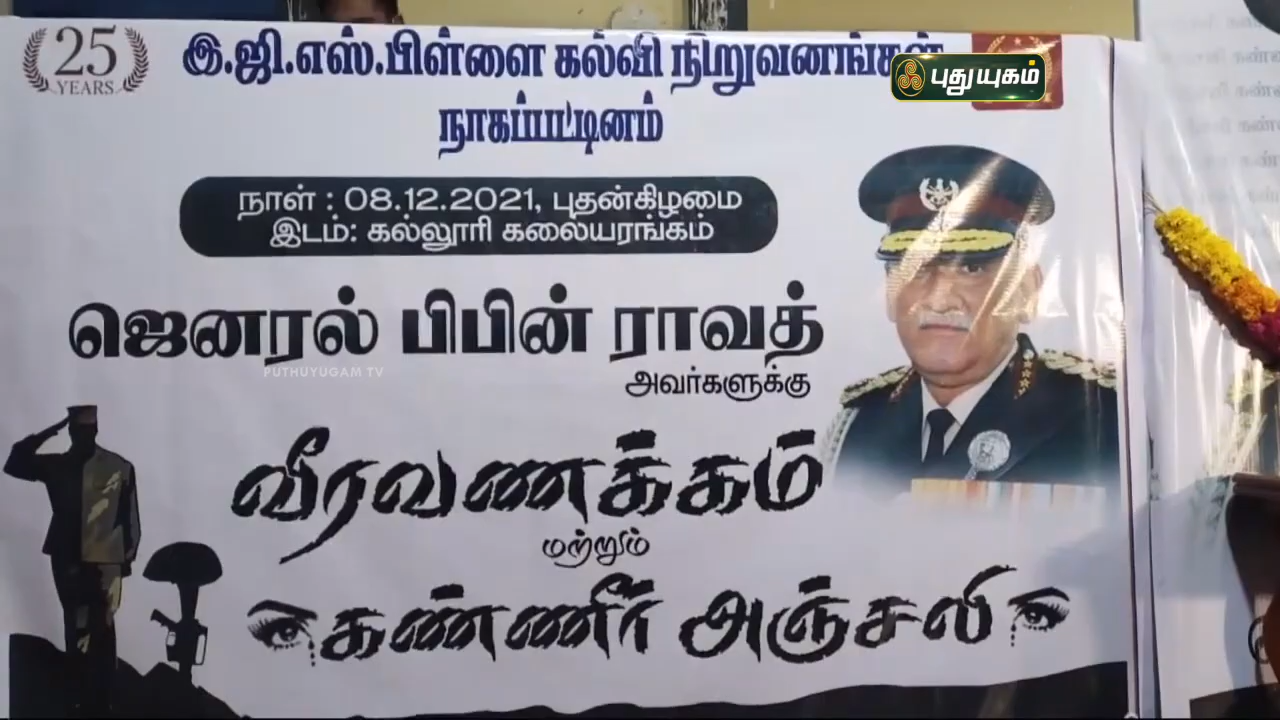 25
YEARS
இ.ஜி.எஸ்.பிள்ளை கல்வி நிறுவனங்கள்
புதுயுகம்
நாகப்பட்டினம்
நாள் : 08.12.2021, புதன்கிழமை
இடம்: கல்லூரி கலையரங்கம்
ஜெனரல் பிபின் ராவத்
PUTHUYUGAM TV
அவர்களுக்கு
வீரவணக்கம்
மற்றும்
கண்ணீர் அஞ்சலி